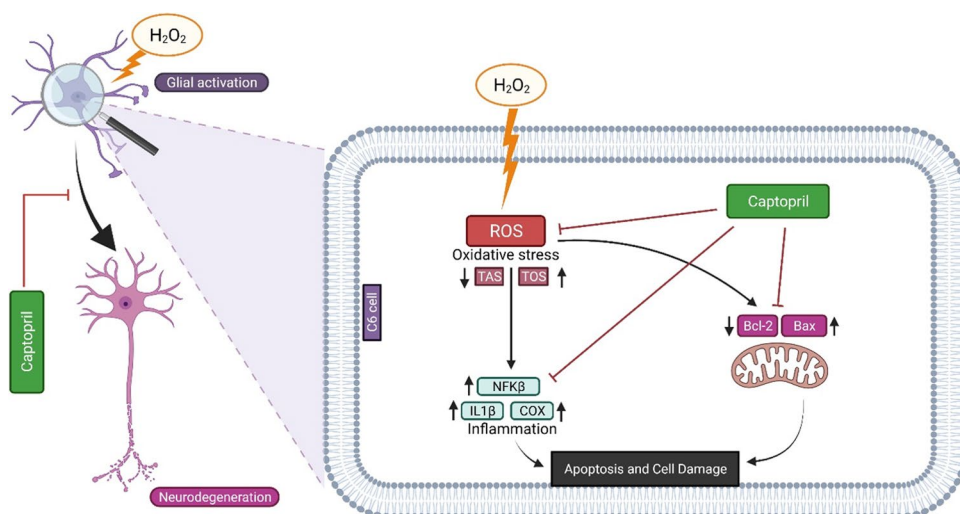 H₂O₂
Glial activation
Captopril
Neurodegeneration
H₂O₂
C6 cell
Captopril
ROS
Oxidative stress
TAS TOS
Bcl-2 Bax
NFKβ
IL1β COX
Inflammation
Apoptosis and Cell Damage